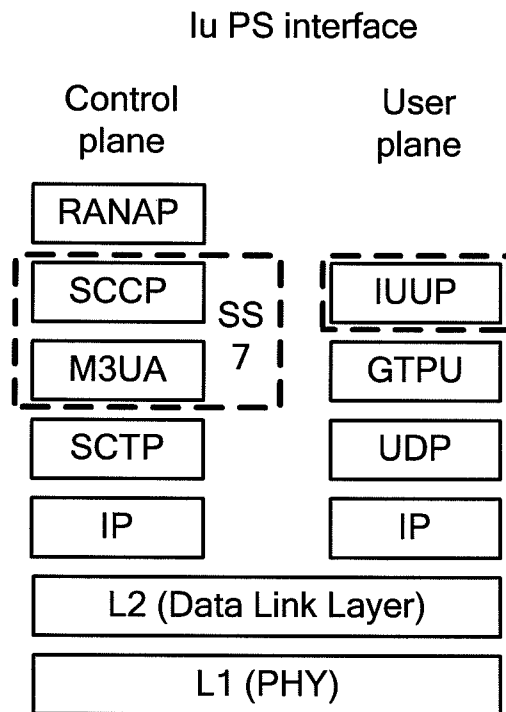 Iu PS interface
Control
plane
User
plane
RANAP
SCCP
SS
7
M3UA
SCTP
IP
IUUP
GTPU
UDP
IP
L2 (Data Link Layer)
L1 (PHY)